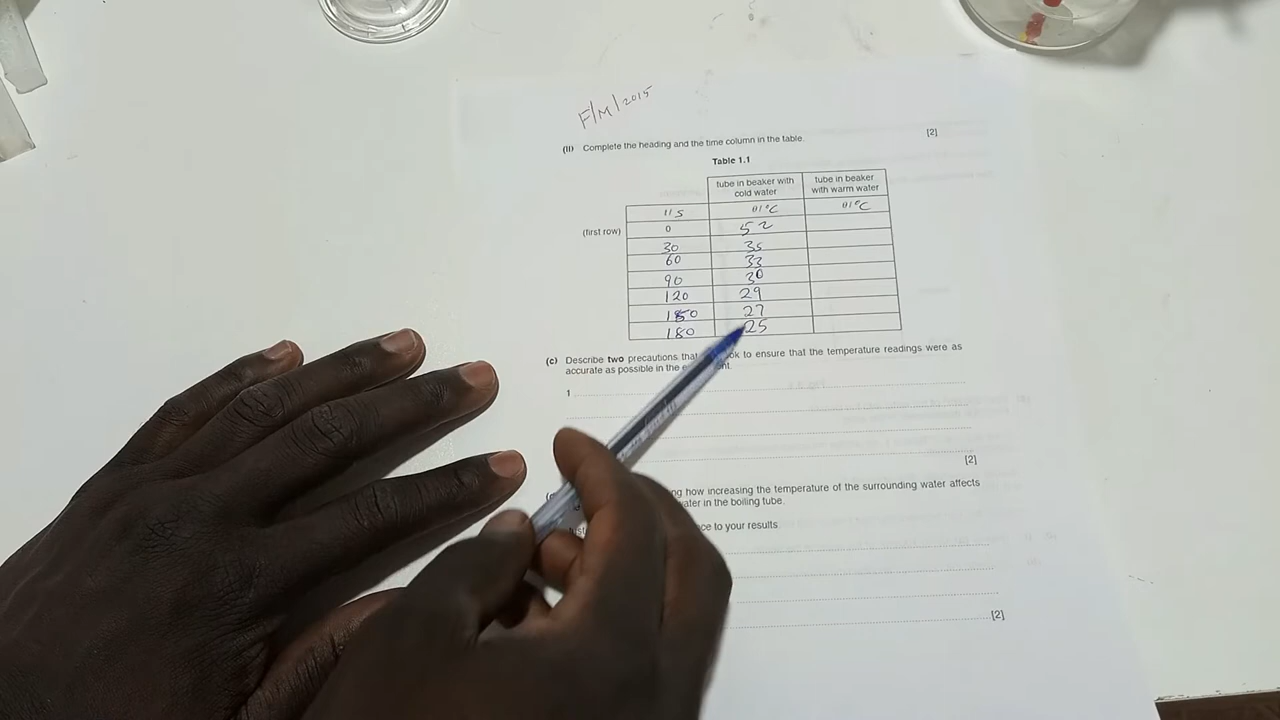 F/M/2015
(ii) Complete the heading and the time column in the table. [2]
Table 1.1
tube in beaker with cold water tube in beaker with warm water
t/s θ/°C θ/°C
(first row) 0 52
30 35
60 33
90 30
120 29
150 27
180 25
(c) Describe two precautions that ok to ensure that the temperature readings were as
accurate as possible in the
1
[2]
how increasing the temperature of the surrounding water affects
in the boiling tube.
to your results.
[2]